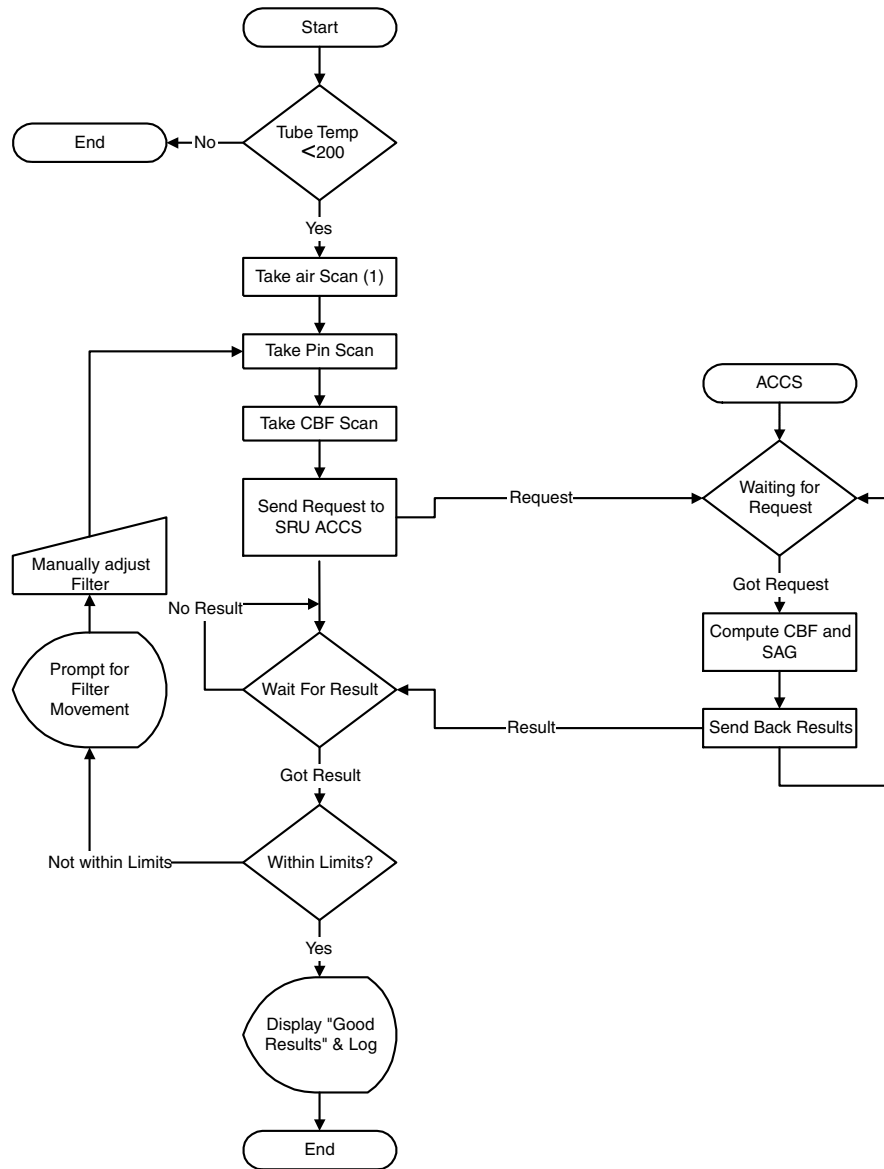 Start
Tube Temp
<200
No
End
Yes
Take air Scan (1)
Take Pin Scan
Take CBF Scan
Send Request to
SRU ACCS
Request
ACCS
Waiting for
Request
Got Request
Compute CBF and
SAG
Send Back Results
Result
Manually adjust
Filter
No Result
Prompt for
Filter
Movement
Wait For Result
Got Result
Not within Limits
Within Limits?
Yes
Display "Good
Results" & Log
End